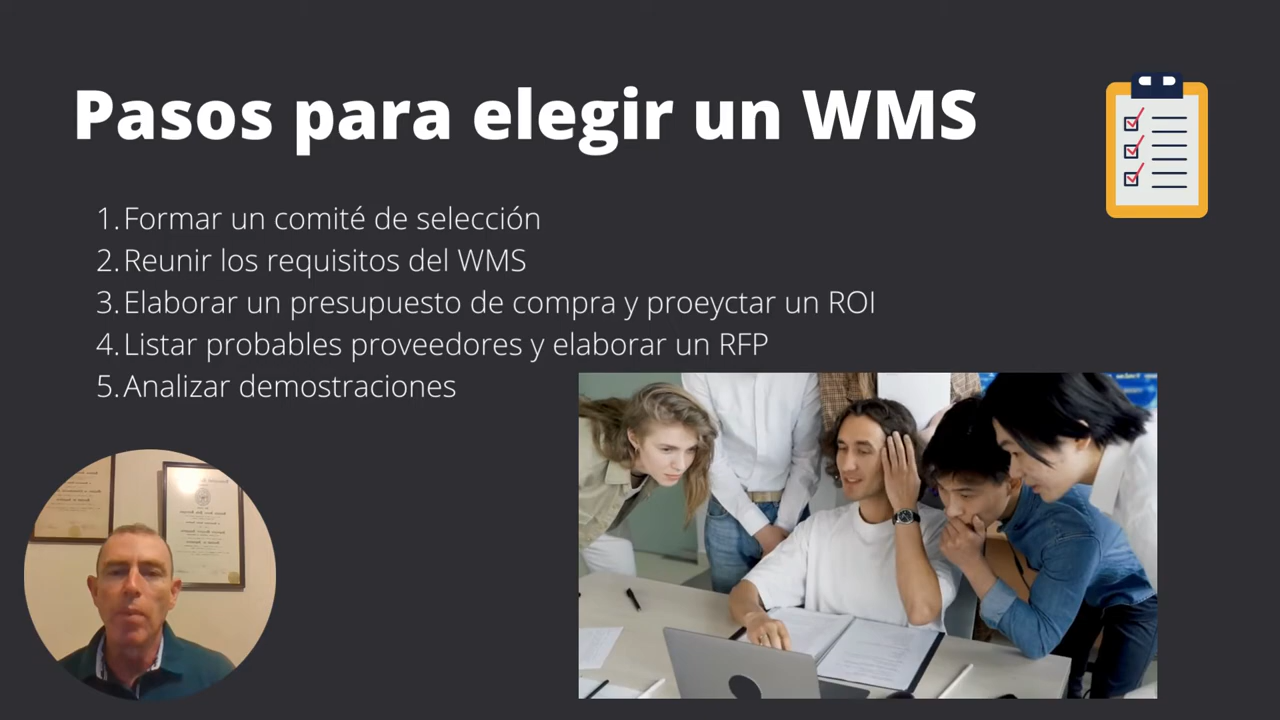 Pasos para elegir un WMS
1. Formar un comité de selección
2. Reunir los requisitos del WMS
3. Elaborar un presupuesto de compra y proeyctar un ROI
4. Listar probables proveedores y elaborar un RFP
5. Analizar demostraciones